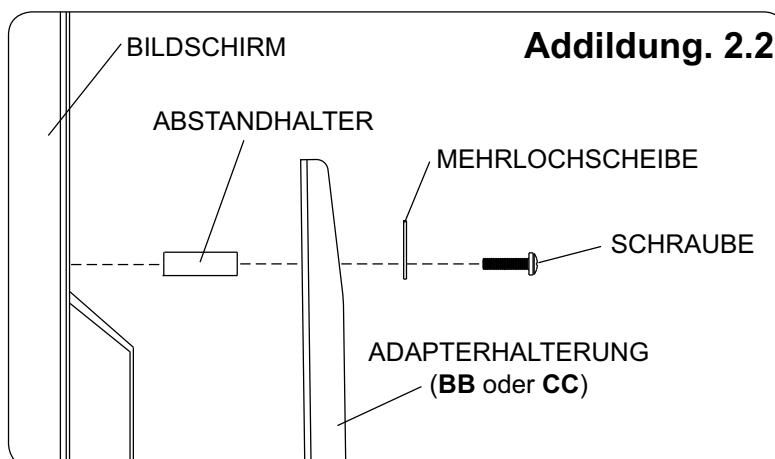 Addildung. 2.2
BILDSCHIRM
ABSTANDHALTER
MEHRLOCHSCHEIBE
SCHRAUBE
ADAPTERHALTERUNG
(BB oder CC)